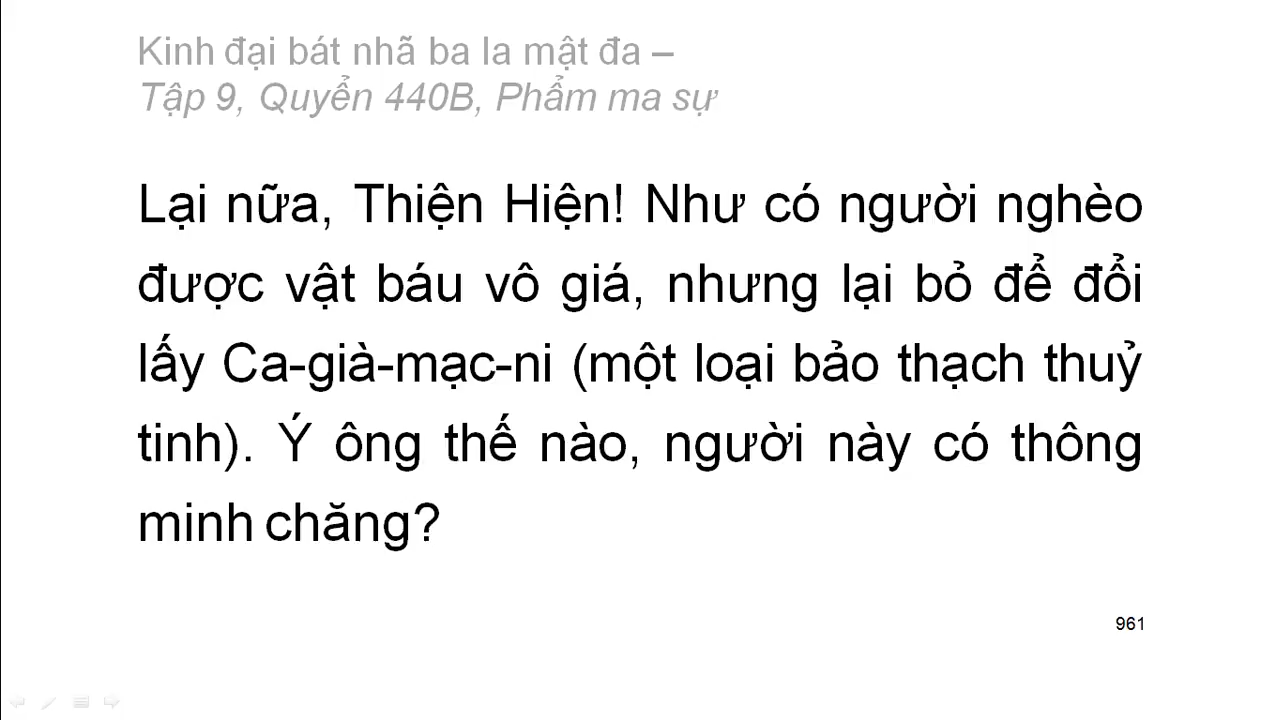 Kinh đại bát nhã ba la mật đa –
Tập 9, Quyển 440B, Phẩm ma sự
Lại nữa, Thiện Hiện! Như có người nghèo
được vật báu vô giá, nhưng lại bỏ để đổi
lấy Ca-già-mạc-ni (một loại bảo thạch thuỷ
tinh). Ý ông thế nào, người này có thông
minh chăng?
961